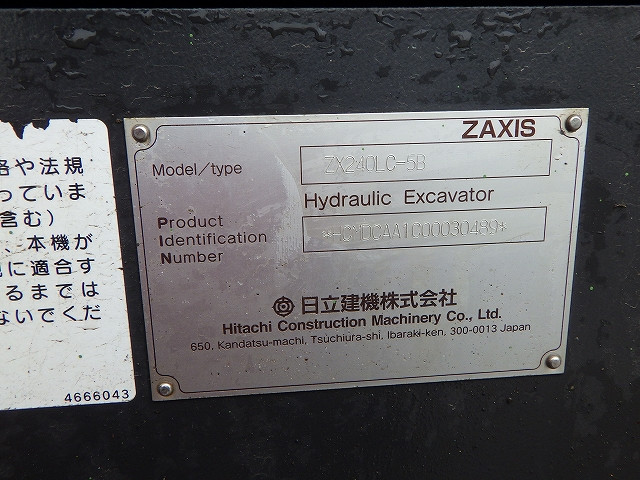 ZAXIS
Model/type
ZX240LC-5B
Hydraulic Excavator
Product
Identification
Number
*HCMDCAA1C00030489*
日立建機株式会社
Hitachi Construction Machinery Co., Ltd.
650, Kandatsu-machi, Tsuchiura-shi, Ibaraki-ken, 300-0013 Japan
格や法規
っていま
含む)
、本機が
規に適合す
るまでは
ないでくだ
4666043